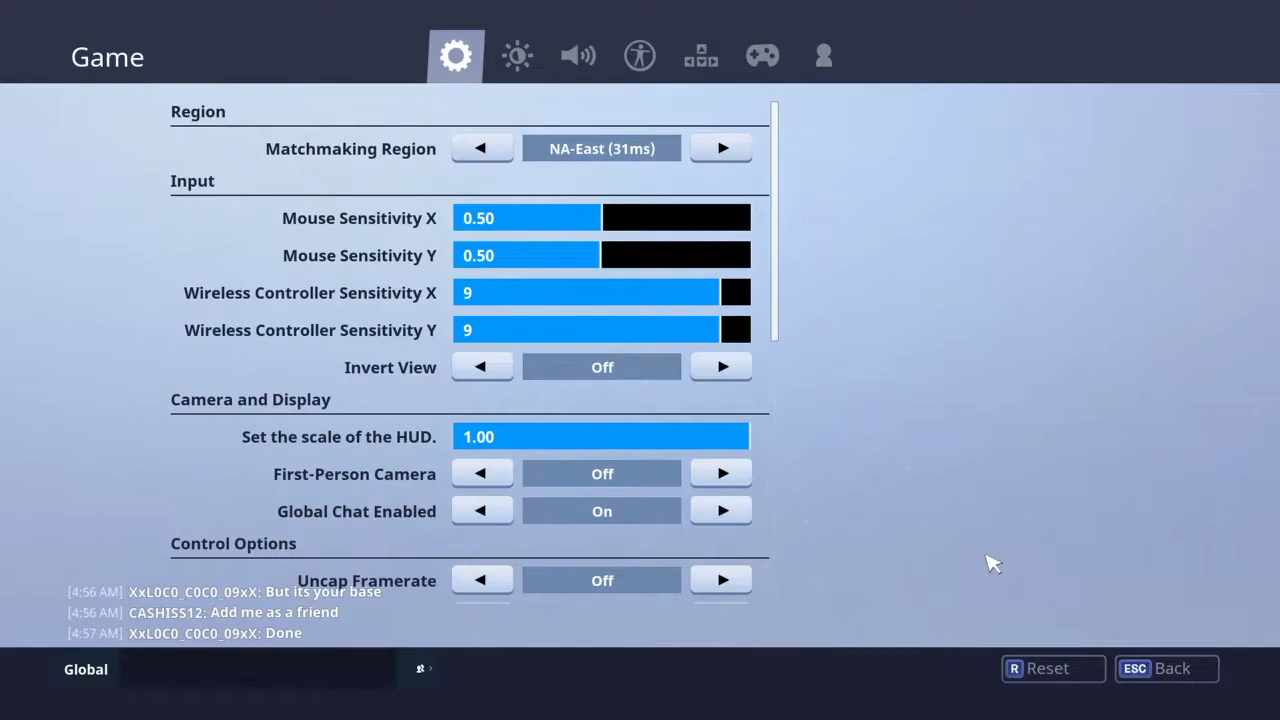 Game
Region
Matchmaking Region NA-East (31ms)
Input
Mouse Sensitivity X 0.50
Mouse Sensitivity Y 0.50
Wireless Controller Sensitivity X 9
Wireless Controller Sensitivity Y 9
Invert View Off
Camera and Display
Set the scale of the HUD. 1.00
First-Person Camera Off
Global Chat Enabled On
Control Options
Uncap Framerate Off
[4:56 AM] XxL0C0_C0C0_09xX: But its your base
[4:56 AM] CASHISS12: Add me as a friend
[4:57 AM] XxL0C0_C0C0_09xX: Done
Global
R Reset ESC Back